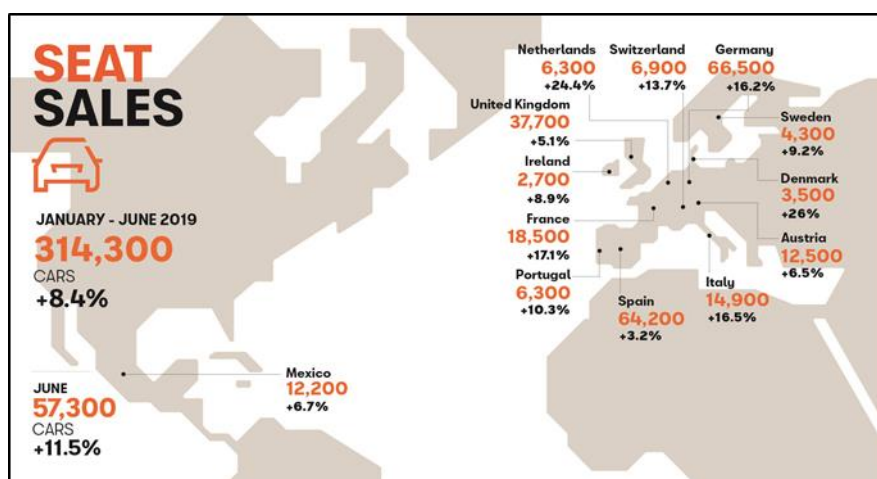 SEAT
SALES
JANUARY - JUNE 2019
314,300
CARS
+8.4%
JUNE
57,300
CARS
+11.5%
Mexico
12,200
+6.7%
Netherlands
6,300
+24.4%
Switzerland
6,900
+13.7%
Germany
66,500
+16.2%
United Kingdom
37,700
+5.1%
Ireland
2,700
+8.9%
France
18,500
+17.1%
Portugal
6,300
+10.3%
Spain
64,200
+3.2%
Italy
14,900
+16.5%
Sweden
4,300
+9.2%
Denmark
3,500
+26%
Austria
12,500
+6.5%